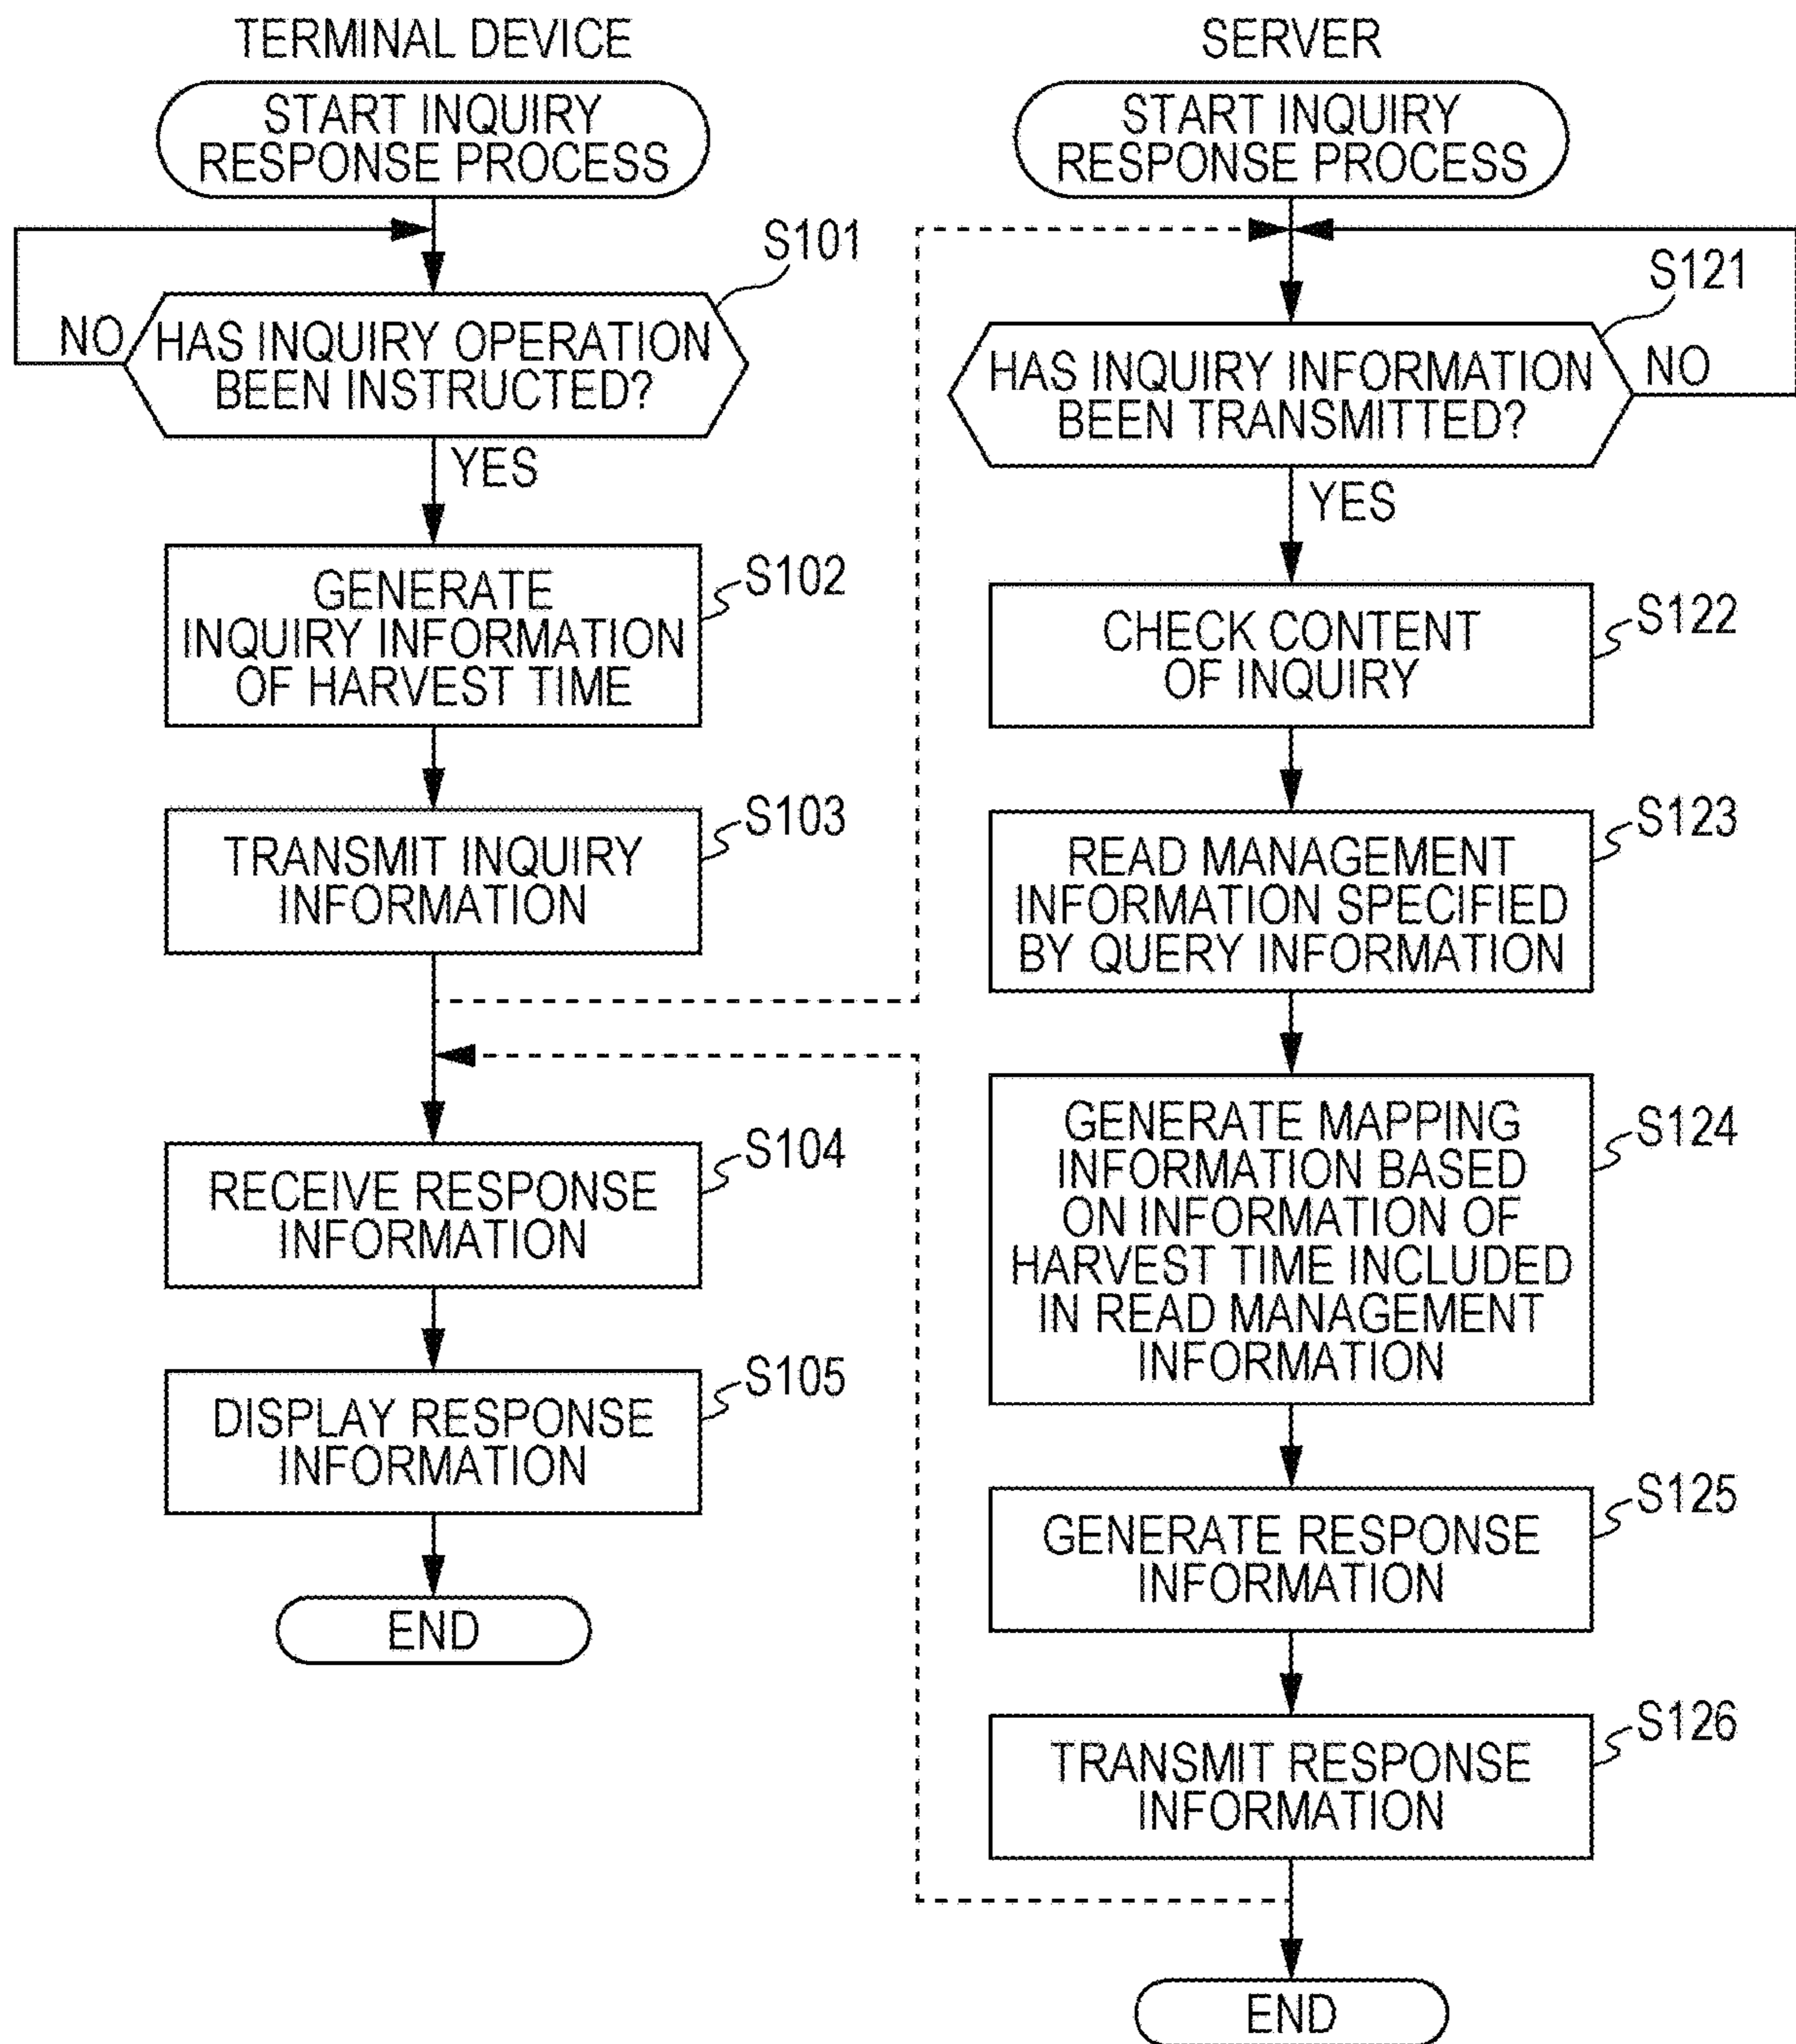 TERMINAL DEVICE
START INQUIRY
RESPONSE PROCESS
S101
NO
HAS INQUIRY OPERATION
BEEN INSTRUCTED?
YES
S102
GENERATE
INQUIRY INFORMATION
OF HARVEST TIME
S103
TRANSMIT INQUIRY
INFORMATION
S104
RECEIVE RESPONSE
INFORMATION
S105
DISPLAY RESPONSE
INFORMATION
END
SERVER
START INQUIRY
RESPONSE PROCESS
S121
HAS INQUIRY INFORMATION
BEEN TRANSMITTED?
NO
YES
S122
CHECK CONTENT
OF INQUIRY
S123
READ MANAGEMENT
INFORMATION SPECIFIED
BY QUERY INFORMATION
S124
GENERATE MAPPING
INFORMATION BASED
ON INFORMATION OF
HARVEST TIME INCLUDED
IN READ MANAGEMENT
INFORMATION
S125
GENERATE RESPONSE
INFORMATION
S126
TRANSMIT RESPONSE
INFORMATION
END